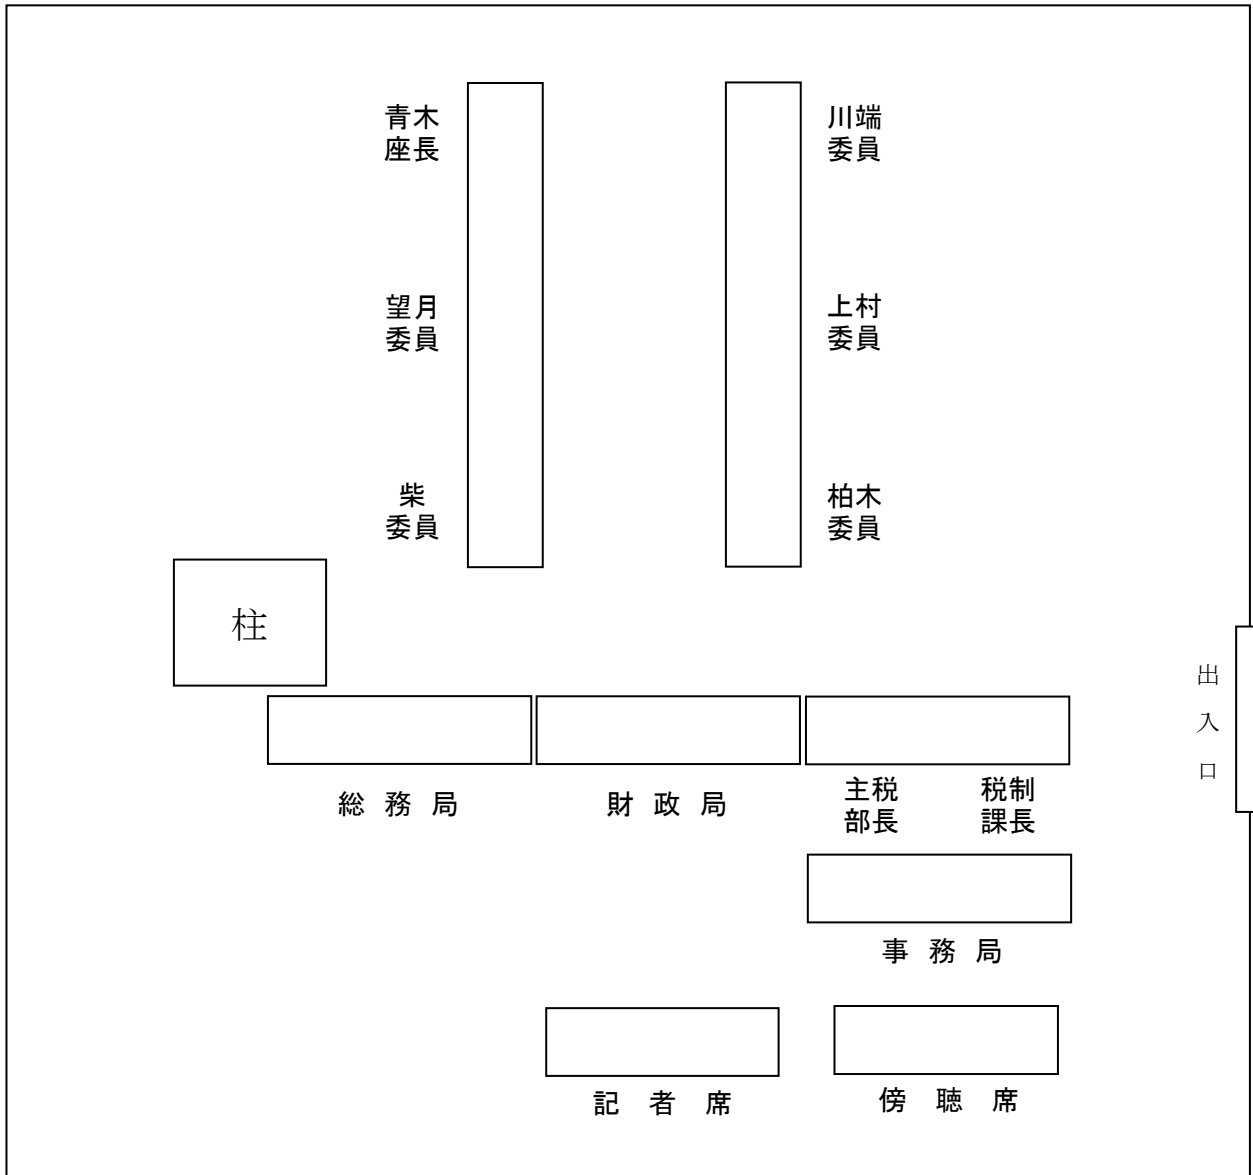 青木
座長
川端
委員
望月
委員
上村
委員
柴
委員
柏木
委員
柱
出
入
口
総務局
財政局
主税
部長
税制
課長
事務局
記者席
傍聴席